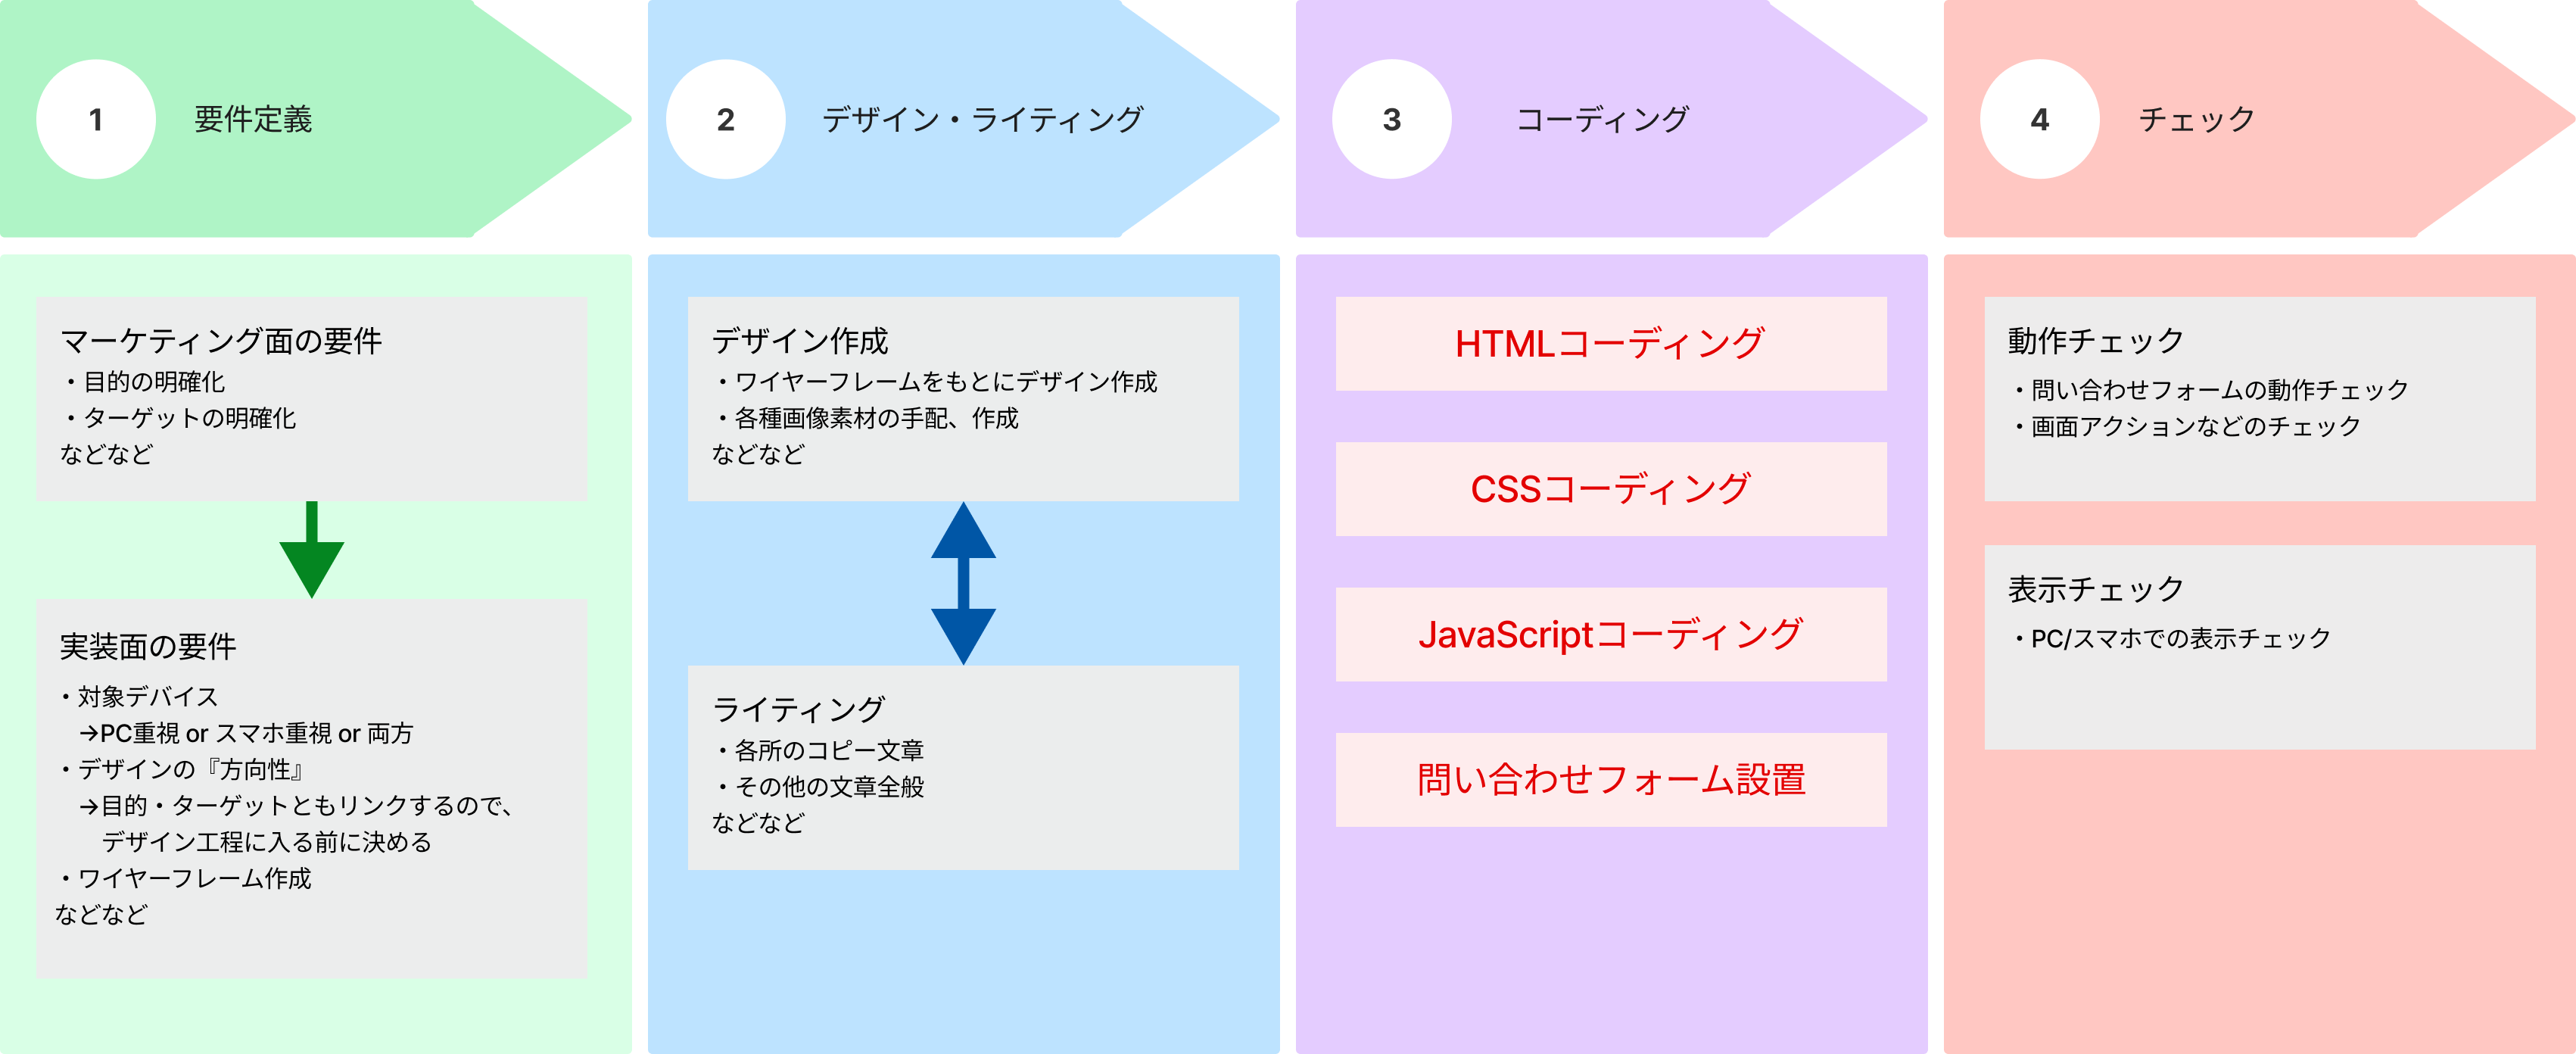 1
要件定義
2
デザイン・ライティング
3
コーディング
4
チェック
マーケティング面の要件
・目的の明確化
・ターゲットの明確化
などなど
実装面の要件
・対象デバイス
→PC重視 or スマホ重視 or 両方
・デザインの『方向性』
→目的・ターゲットともリンクするので、
デザイン工程に入る前に決める
・ワイヤーフレーム作成
などなど
デザイン作成
・ワイヤーフレームをもとにデザイン作成
・各種画像素材の手配、作成
などなど
ライティング
・各所のコピー文章
・その他の文章全般
などなど
HTMLコーディング
CSSコーディング
JavaScriptコーディング
問い合わせフォーム設置
動作チェック
・問い合わせフォームの動作チェック
・画面アクションなどのチェック
表示チェック
・PC/スマホでの表示チェック